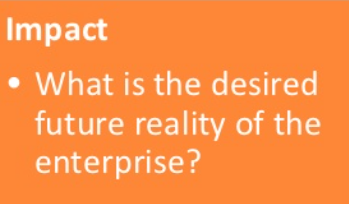 Impact
• What is the desired
future reality of the
enterprise?